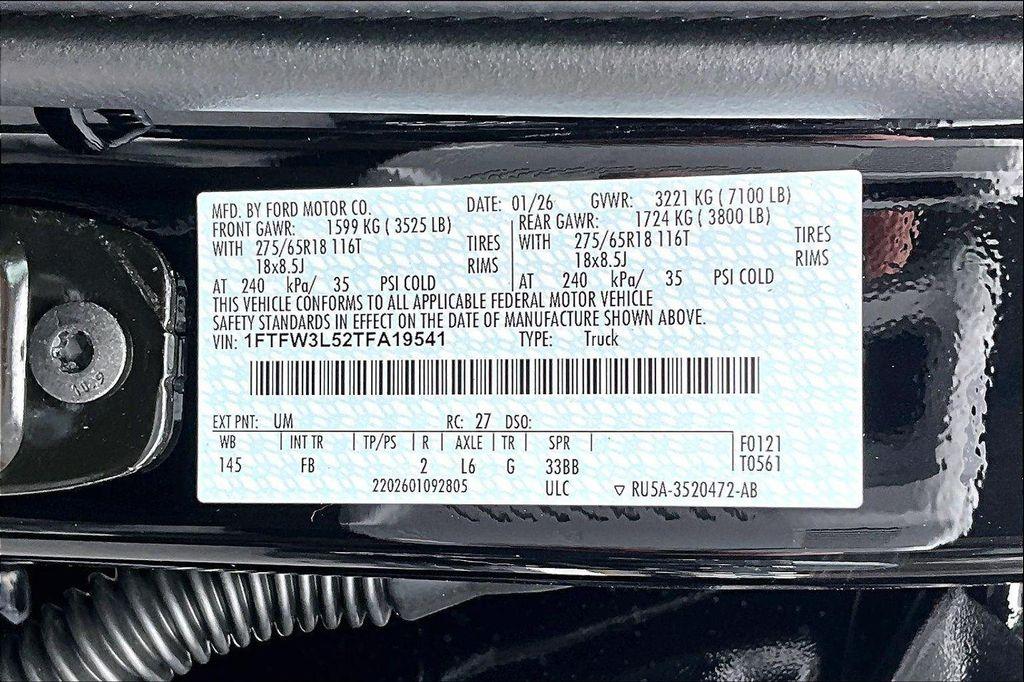 MFD. BY FORD MOTOR CO. DATE: 01/26 GVWR: 3221 KG ( 7100 LB)
FRONT GAWR: 1599 KG ( 3525 LB) REAR GAWR: 1724 KG ( 3800 LB)
WITH 275/65R18 116T TIRES WITH 275/65R18 116T TIRES
18x8.5J RIMS 18x8.5J RIMS
AT 240 kPa/ 35 PSI COLD AT 240 kPa/ 35 PSI COLD
THIS VEHICLE CONFORMS TO ALL APPLICABLE FEDERAL MOTOR VEHICLE
SAFETY STANDARDS IN EFFECT ON THE DATE OF MANUFACTURE SHOWN ABOVE.
VIN: 1FTFW3L52TFA19541 TYPE: Truck
EXT PNT: UM RC: 27 DSO:
WB | INT TR | TP/PS | R | AXLE | TR | SPR | F0121
145 FB 2 L6 G 33BB T0561
2202601092805 ULC ▽ RU5A-3520472-AB
10.9